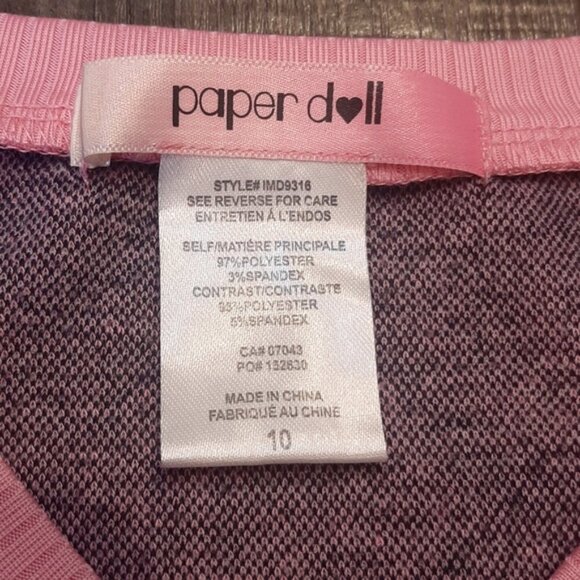 paper d♥ll
STYLE# IMD9316
SEE REVERSE FOR CARE
ENTRETIEN À L'ENDOS
SELF/MATIÈRE PRINCIPALE
97%POLYESTER
3%SPANDEX
CONTRAST/CONTRASTE
95%POLYESTER
5%SPANDEX
CA# 07043
PO# 152630
MADE IN CHINA
FABRIQUÉ AU CHINE
10